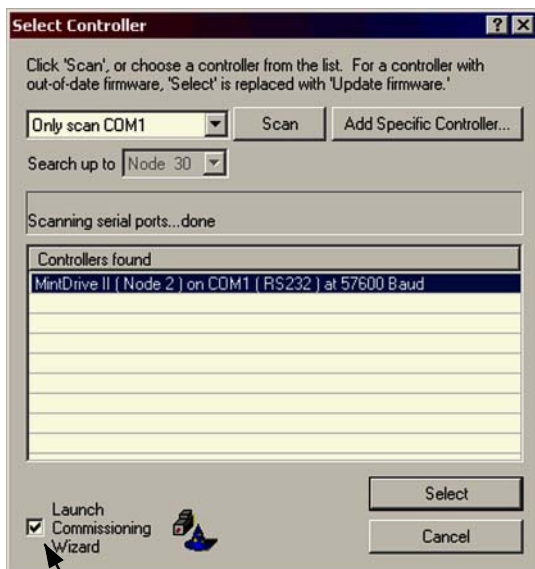 Select Controller
Click 'Scan', or choose a controller from the list. For a controller with
out-of-date firmware, 'Select' is replaced with 'Update firmware.'
Only scan COM1
Scan
Add Specific Controller...
Search up to
Node 30
Scanning serial ports...done
Controllers found
MintDrive II ( Node 2 ) on COM1 ( RS232 ) at 57600 Baud
Launch
Commissioning
Wizard
Select
Cancel